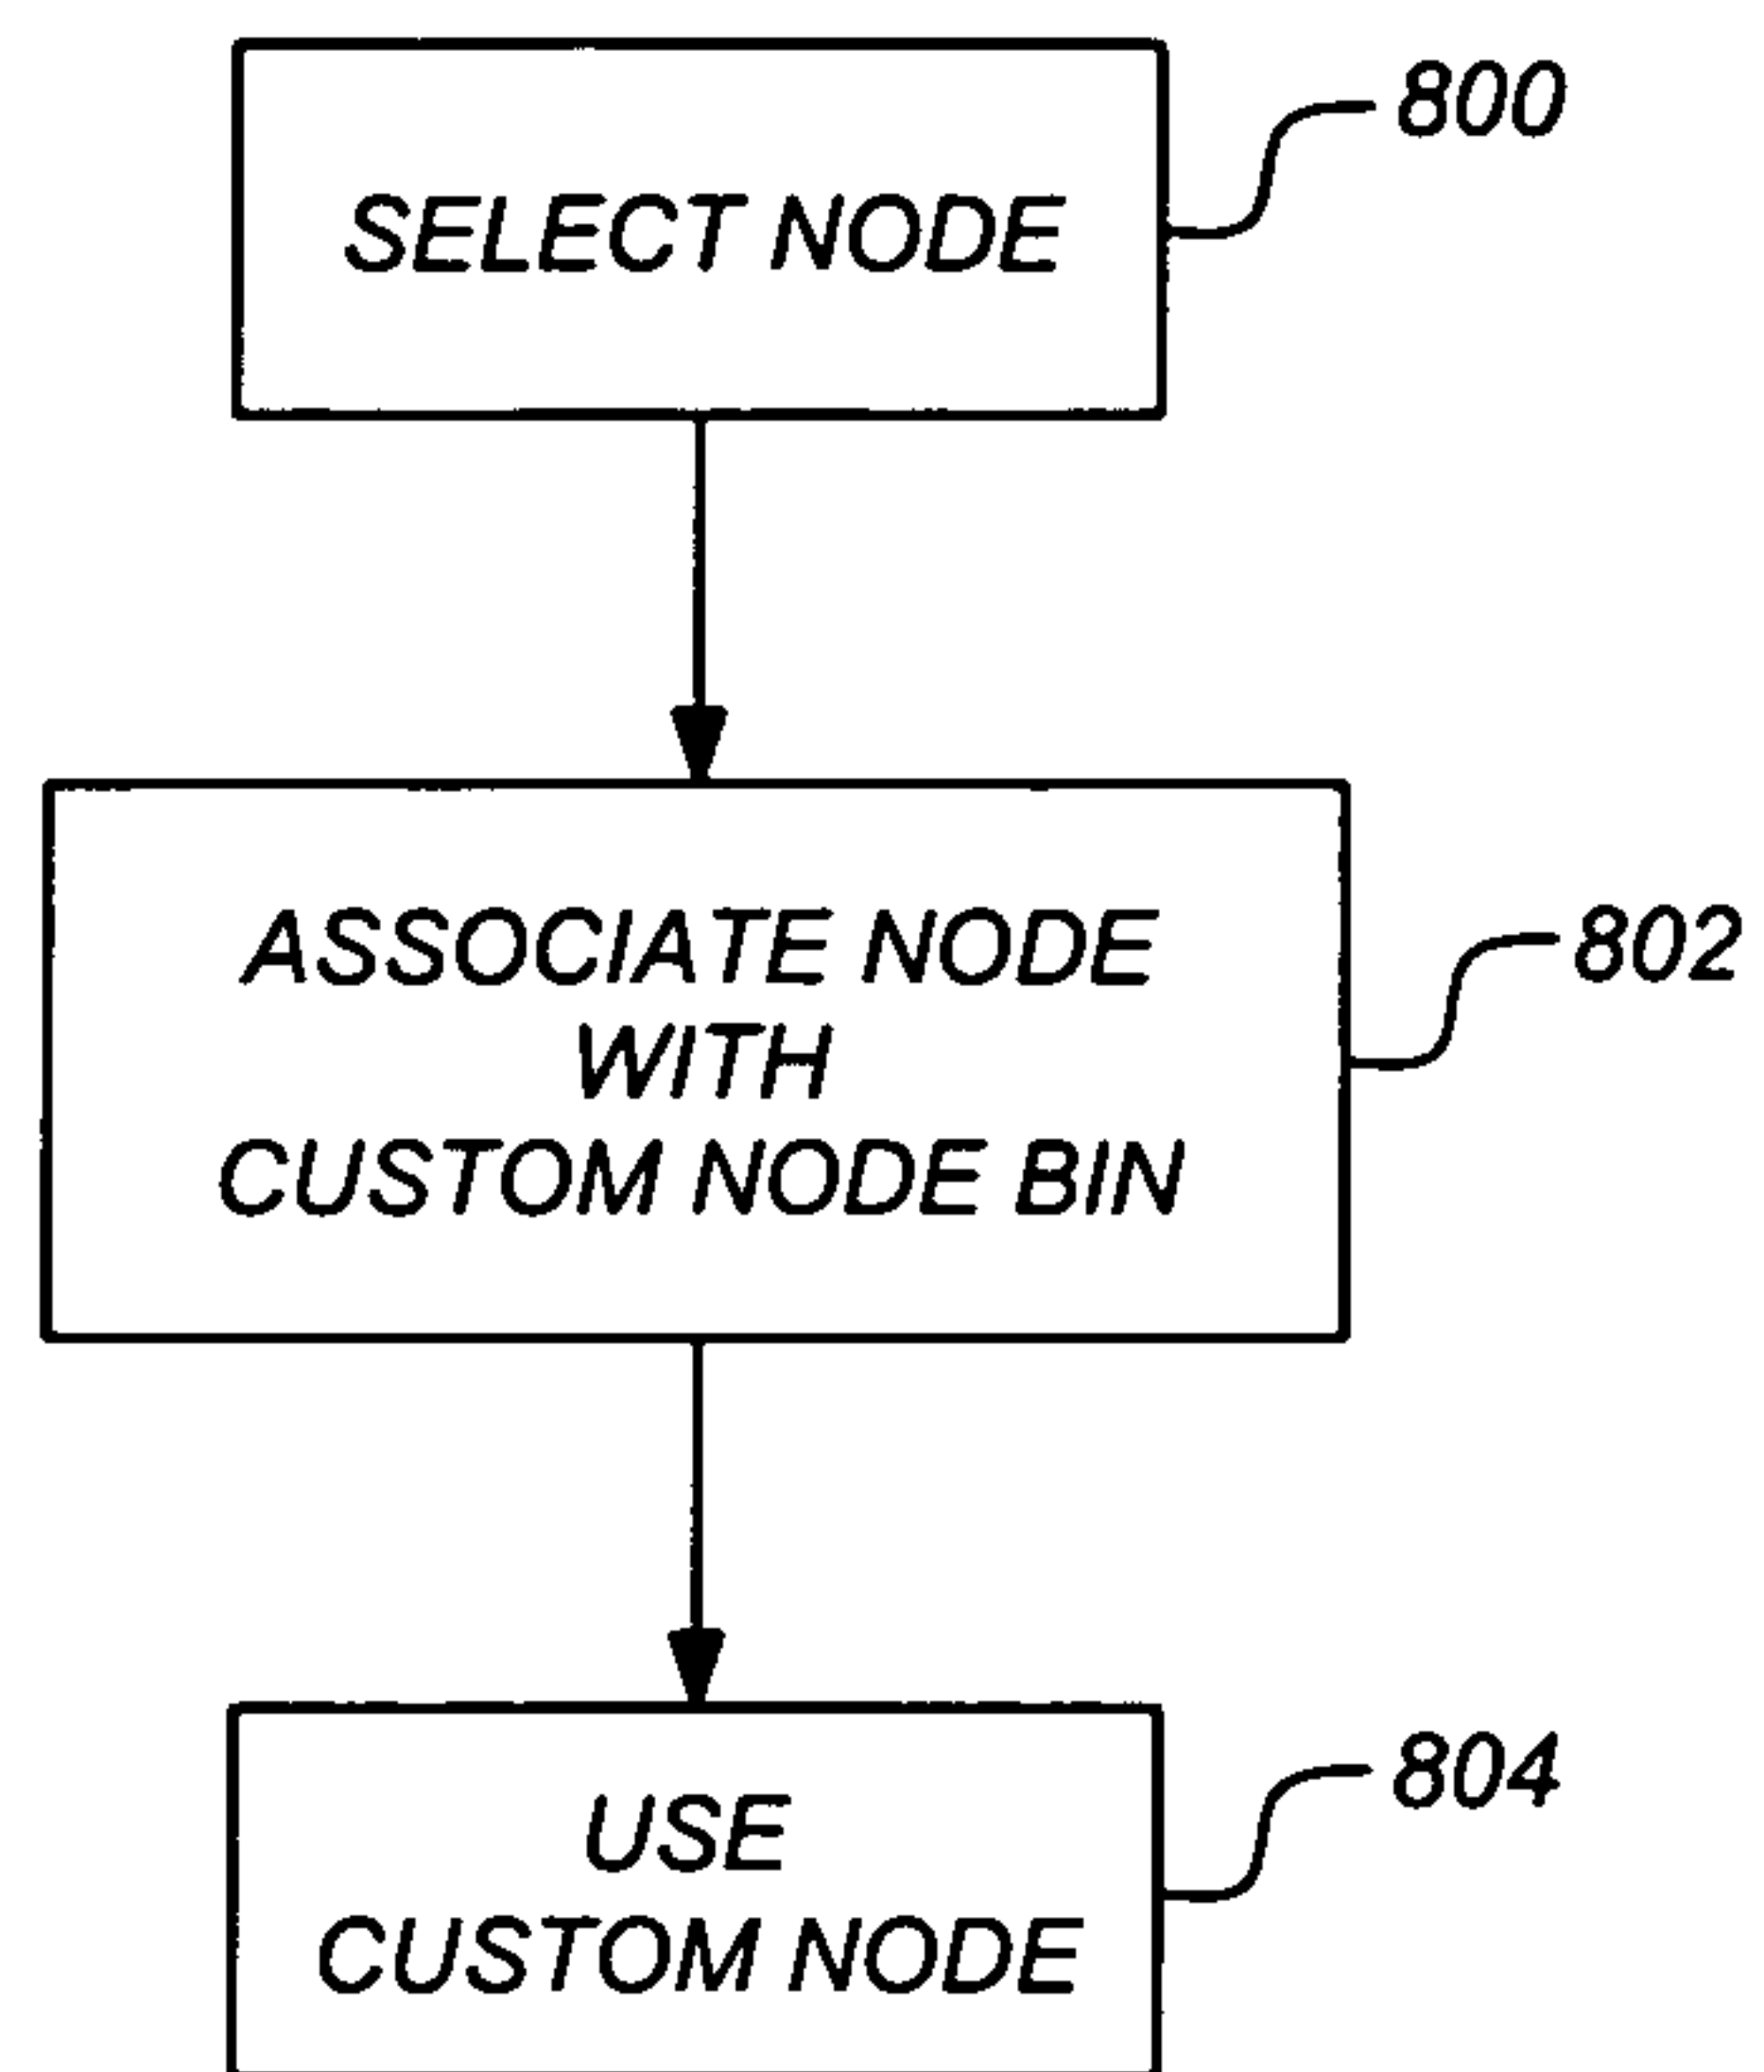 800
SELECT NODE
802
ASSOCIATE NODE
WITH
CUSTOM NODE BIN
804
USE
CUSTOM NODE